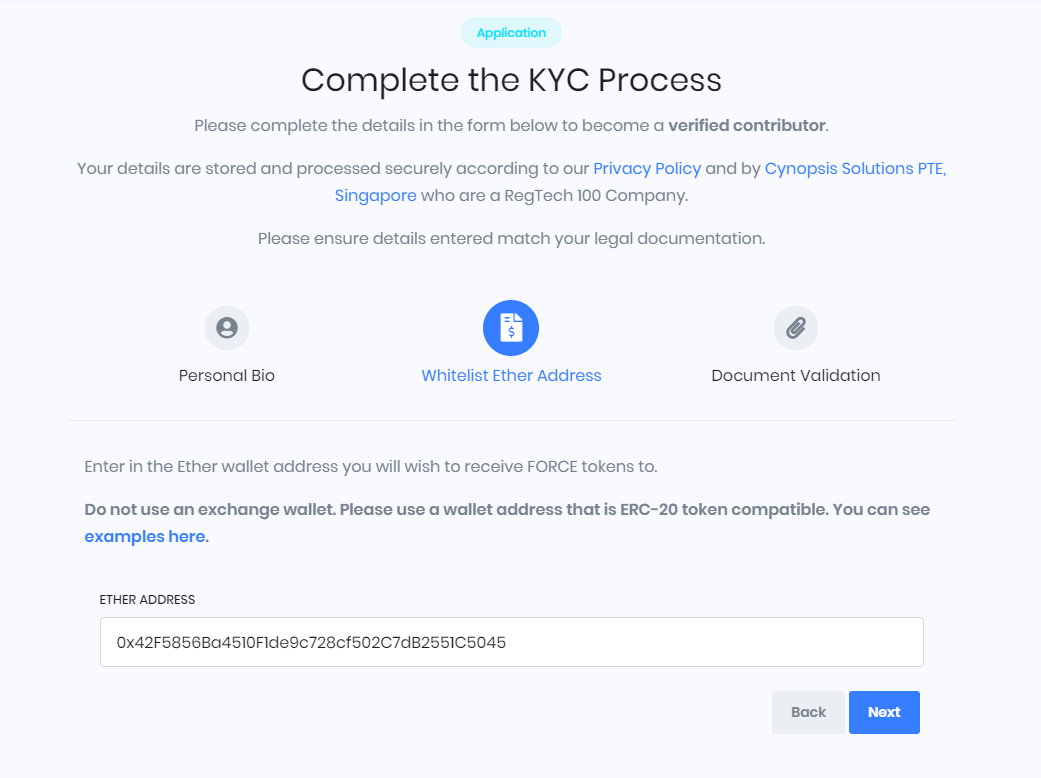 Application
Complete the KYC Process
Please complete the details in the form below to become a verified contributor.
Your details are stored and processed securely according to our Privacy Policy and by Cynopsis Solutions PTE,
Singapore who are a RegTech 100 Company.
Please ensure details entered match your legal documentation.
Personal Bio
Whitelist Ether Address
Document Validation
Enter in the Ether wallet address you will wish to receive FORCE tokens to.
Do not use an exchange wallet. Please use a wallet address that is ERC-20 token compatible. You can see
examples here.
ETHER ADDRESS
0x42F5856Ba4510F1de9c728cf502C7dB2551C5045
Back
Next